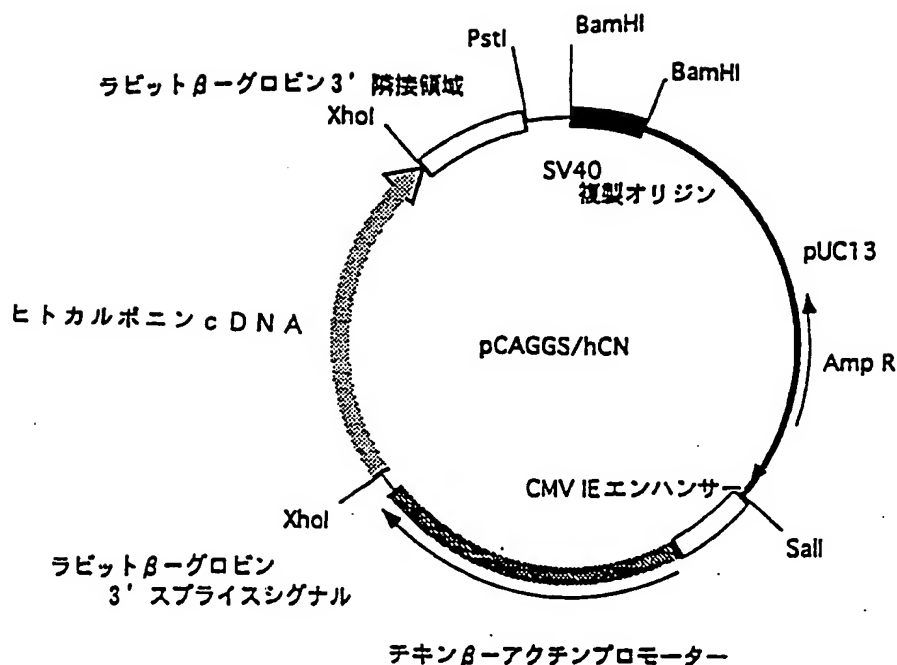 BamHI
PstI
BamHI
ラビットβーグロビン3' 隣接領域
XhoI
SV40
複製オリジン
pUC13
ヒトカルポニンcDNA
pCAGGS/hCN
Amp R
CMV IEエンハンサー
XhoI
SalI
ラビットβーグロビン
3' スプライスシグナル
チキンβーアクチンプロモーター